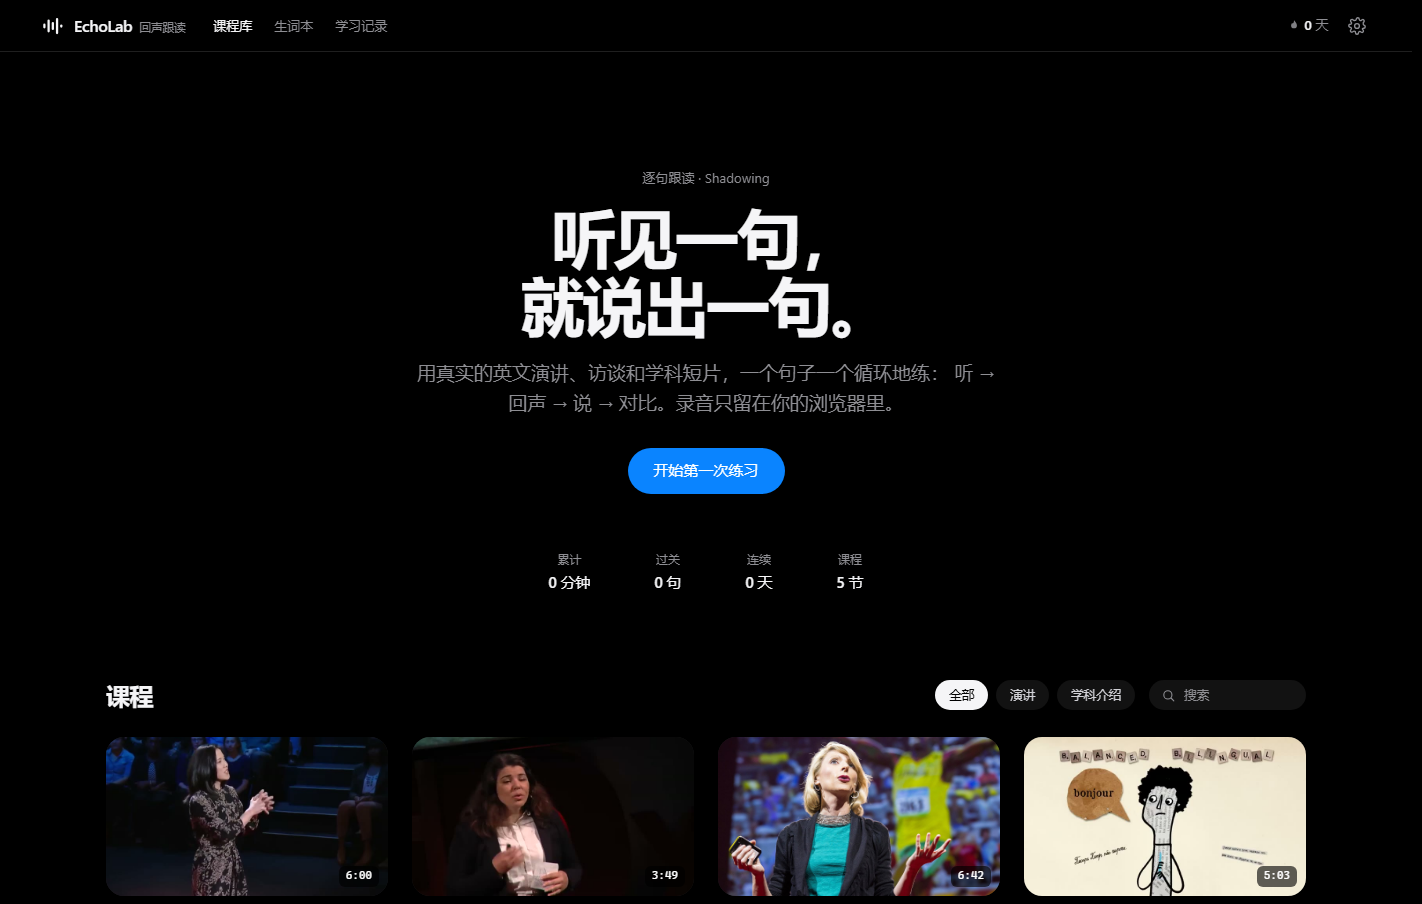 EchoLab 回声跟读 课程库 生词本 学习记录 0 天
逐句跟读 · Shadowing
听见一句，
就说出一句。
用真实的英文演讲、访谈和学科短片，一个句子一个循环地练： 听 →
回声 → 说 → 对比。录音只留在你的浏览器里。
开始第一次练习
累计 过关 连续 课程
0 分钟 0 句 0 天 5 节
课程 全部 演讲 学科介绍 搜索
BALANCED BILINGUAL
bonjour
6:00 3:49 6:42 5:03